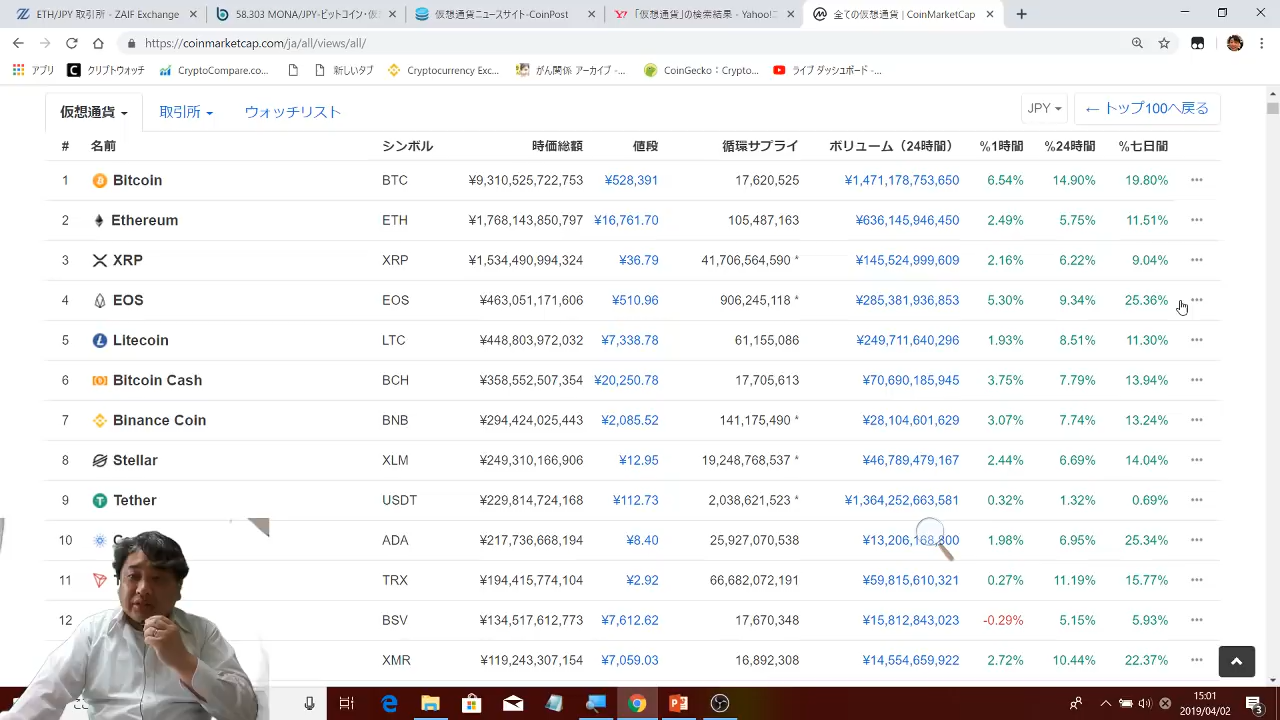 ETH/JPY 取引所 - ZAIF Exchange
58.303 MONA/JPY-ビットコイン・仮
仮想通貨ニュースサイト-CoinPost
「仮想通貨」の検索結果 - Yahoo!ニ
全ての仮想通貨 | CoinMarketCap
https://coinmarketcap.com/ja/all/views/all/
アプリ
クリプトウォッチ
CryptoCompare.co...
新しいタブ
Cryptocurrency Exc...
がん関係 アーカイブ -...
CoinGecko：Crypto...
ライブ ダッシュボード -...
仮想通貨 取引所 ウォッチリスト JPY ← トップ100へ戻る
# 名前 シンボル 時価総額 値段 循環サプライ ボリューム（24時間） %1時間 %24時間 %七日間
1 Bitcoin BTC ¥9,310,525,722,753 ¥528,391 17,620,525 ¥1,471,178,753,650 6.54% 14.90% 19.80% •••
2 Ethereum ETH ¥1,768,143,850,797 ¥16,761.70 105,487,163 ¥636,145,946,450 2.49% 5.75% 11.51% •••
3 XRP XRP ¥1,534,490,994,324 ¥36.79 41,706,564,590 * ¥145,524,999,609 2.16% 6.22% 9.04% •••
4 EOS EOS ¥463,051,171,606 ¥510.96 906,245,118 * ¥285,381,936,853 5.30% 9.34% 25.36% •••
5 Litecoin LTC ¥448,803,972,032 ¥7,338.78 61,155,086 ¥249,711,640,296 1.93% 8.51% 11.30% •••
6 Bitcoin Cash BCH ¥358,552,507,354 ¥20,250.78 17,705,613 ¥70,690,185,945 3.75% 7.79% 13.94% •••
7 Binance Coin BNB ¥294,424,025,443 ¥2,085.52 141,175,490 * ¥28,104,601,629 3.07% 7.74% 13.24% •••
8 Stellar XLM ¥249,310,166,906 ¥12.95 19,248,768,537 * ¥46,789,479,167 2.44% 6.69% 14.04% •••
9 Tether USDT ¥229,814,724,168 ¥112.73 2,038,621,523 * ¥1,364,252,663,581 0.32% 1.32% 0.69% •••
10 ADA ¥217,736,668,194 ¥8.40 25,927,070,538 ¥13,206,168,800 1.98% 6.95% 25.34% •••
11 TRX ¥194,415,774,104 ¥2.92 66,682,072,191 ¥59,815,610,321 0.27% 11.19% 15.77% •••
12 BSV ¥134,517,612,773 ¥7,612.62 17,670,348 ¥15,812,843,023 -0.29% 5.15% 5.93% •••
XMR ¥119,243,307,154 ¥7,059.03 16,892,308 ¥14,554,659,922 2.72% 10.44% 22.37% •••
15:01
2019/04/02
3